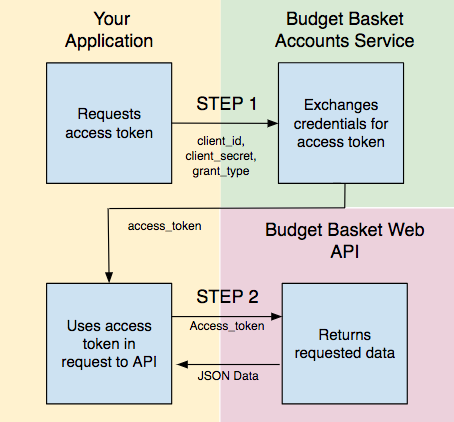 Your
Application
Budget Basket
Accounts Service
Requests
access token
STEP 1
client_id,
client_secret,
grant_type
Exchanges
credentials for
access token
access_token
Budget Basket Web
API
Uses access
token in
request to API
STEP 2
Access_token
JSON Data
Returns
requested data